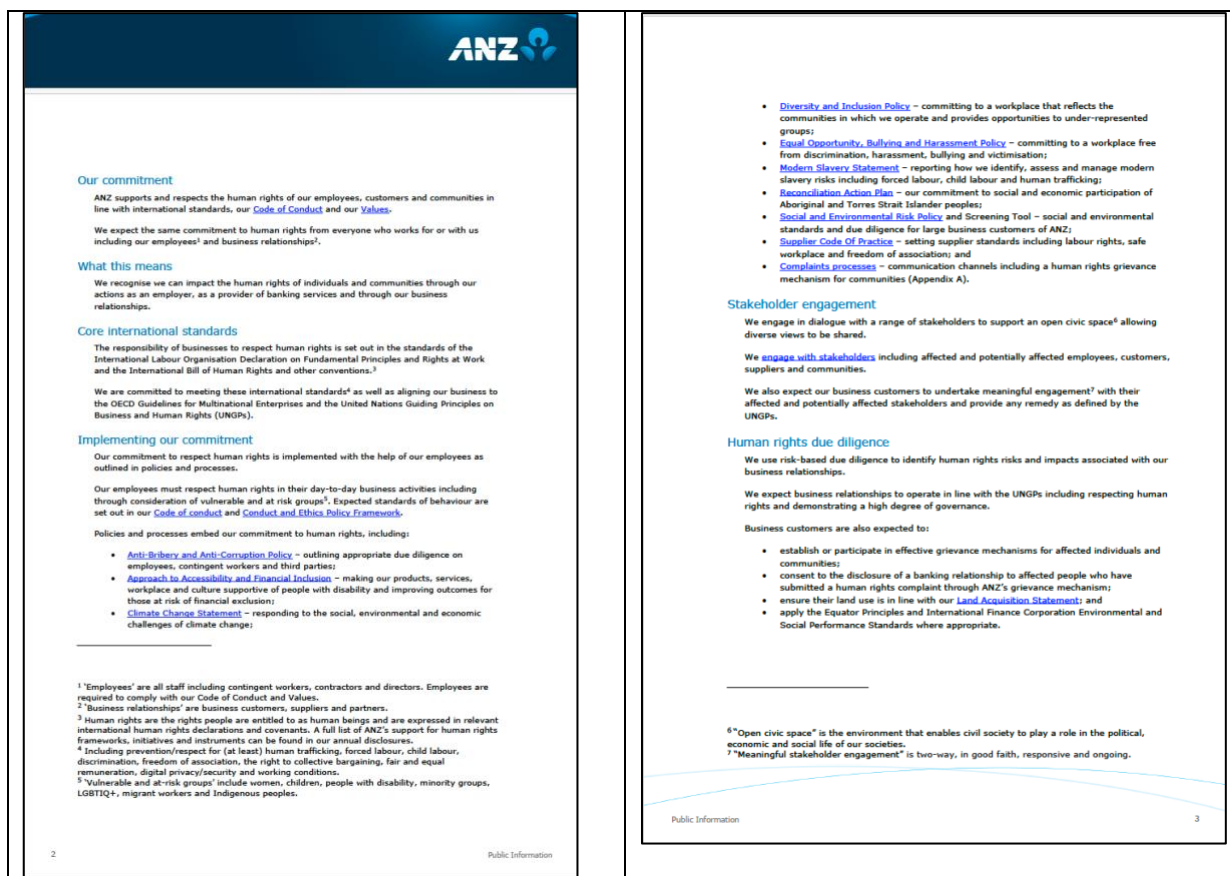 ANZ
Our commitment
ANZ supports and respects the human rights of our employees, customers and communities in
line with international standards, our Code of Conduct and our Values.
We expect the same commitment to human rights from everyone who works for or with us
including our employees¹ and business relationships².
What this means
We recognise we can impact the human rights of individuals and communities through our
actions as an employer, as a provider of banking services and through our business
relationships.
Core international standards
The responsibility of businesses to respect human rights is set out in the standards of the
International Labour Organisation Declaration on Fundamental Principles and Rights at Work
and the International Bill of Human Rights and other conventions.³
We are committed to meeting these international standards⁴ as well as aligning our business to
the OECD Guidelines for Multinational Enterprises and the United Nations Guiding Principles on
Business and Human Rights (UNGPs).
Implementing our commitment
Our commitment to respect human rights is implemented with the help of our employees as
outlined in policies and processes.
Our employees must respect human rights in their day-to-day business activities including
through consideration of vulnerable and at risk groups⁵. Expected standards of behaviour are
set out in our Code of conduct and Conduct and Ethics Policy Framework.
Policies and processes embed our commitment to human rights, including:
• Anti-Bribery and Anti-Corruption Policy – outlining appropriate due diligence on
employees, contingent workers and third parties;
• Approach to Accessibility and Financial Inclusion – making our products, services,
workplace and culture supportive of people with disability and improving outcomes for
those at risk of financial exclusion;
• Climate Change Statement – responding to the social, environmental and economic
challenges of climate change;
¹ 'Employees' are all staff including contingent workers, contractors and directors. Employees are
required to comply with our Code of Conduct and Values.
² 'Business relationships' are business customers, suppliers and partners.
³ Human rights are the rights people are entitled to as human beings and are expressed in relevant
international human rights declarations and covenants. A full list of ANZ's support for human rights
frameworks, initiatives and instruments can be found in our annual disclosures.
⁴ Including prevention/respect for (at least) human trafficking, forced labour, child labour,
discrimination, freedom of association, the right to collective bargaining, fair and equal
remuneration, digital privacy/security and working conditions.
⁵ 'Vulnerable and at-risk groups' include women, children, people with disability, minority groups,
LGBTIQ+, migrant workers and Indigenous peoples.
2
Public Information
• Diversity and Inclusion Policy – committing to a workplace that reflects the
communities in which we operate and provides opportunities to under-represented
groups;
• Equal Opportunity, Bullying and Harassment Policy – committing to a workplace free
from discrimination, harassment, bullying and victimisation;
• Modern Slavery Statement – reporting how we identify, assess and manage modern
slavery risks including forced labour, child labour and human trafficking;
• Reconciliation Action Plan – our commitment to social and economic participation of
Aboriginal and Torres Strait Islander peoples;
• Social and Environmental Risk Policy and Screening Tool – social and environmental
standards and due diligence for large business customers of ANZ;
• Supplier Code Of Practice – setting supplier standards including labour rights, safe
workplace and freedom of association; and
• Complaints processes – communication channels including a human rights grievance
mechanism for communities (Appendix A).
Stakeholder engagement
We engage in dialogue with a range of stakeholders to support an open civic space⁶ allowing
diverse views to be shared.
We engage with stakeholders including affected and potentially affected employees, customers,
suppliers and communities.
We also expect our business customers to undertake meaningful engagement⁷ with their
affected and potentially affected stakeholders and provide any remedy as defined by the
UNGPs.
Human rights due diligence
We use risk-based due diligence to identify human rights risks and impacts associated with our
business relationships.
We expect business relationships to operate in line with the UNGPs including respecting human
rights and demonstrating a high degree of governance.
Business customers are also expected to:
• establish or participate in effective grievance mechanisms for affected individuals and
communities;
• consent to the disclosure of a banking relationship to affected people who have
submitted a human rights complaint through ANZ's grievance mechanism;
• ensure their land use is in line with our Land Acquisition Statement; and
• apply the Equator Principles and International Finance Corporation Environmental and
Social Performance Standards where appropriate.
⁶ "Open civic space" is the environment that enables civil society to play a role in the political,
economic and social life of our societies.
⁷ "Meaningful stakeholder engagement" is two-way, in good faith, responsive and ongoing.
Public Information
3